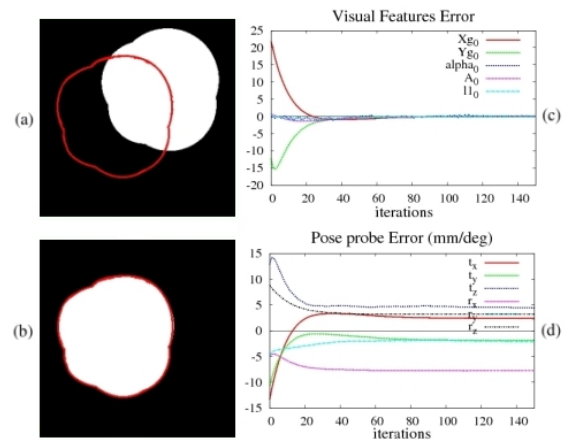 Visual Features Error
25
20
15
10
5
0
-5
-10
-15
-20
Xg0
Yg0
alpha0
A0
l10
0 20 40 60 80 100 120 140
iterations
(a)
(c)
Pose probe Error (mm/deg)
15
10
5
0
-5
-10
-15
tx
ty
tz
rx
ry
rz
0 20 40 60 80 100 120 140
iterations
(b)
(d)